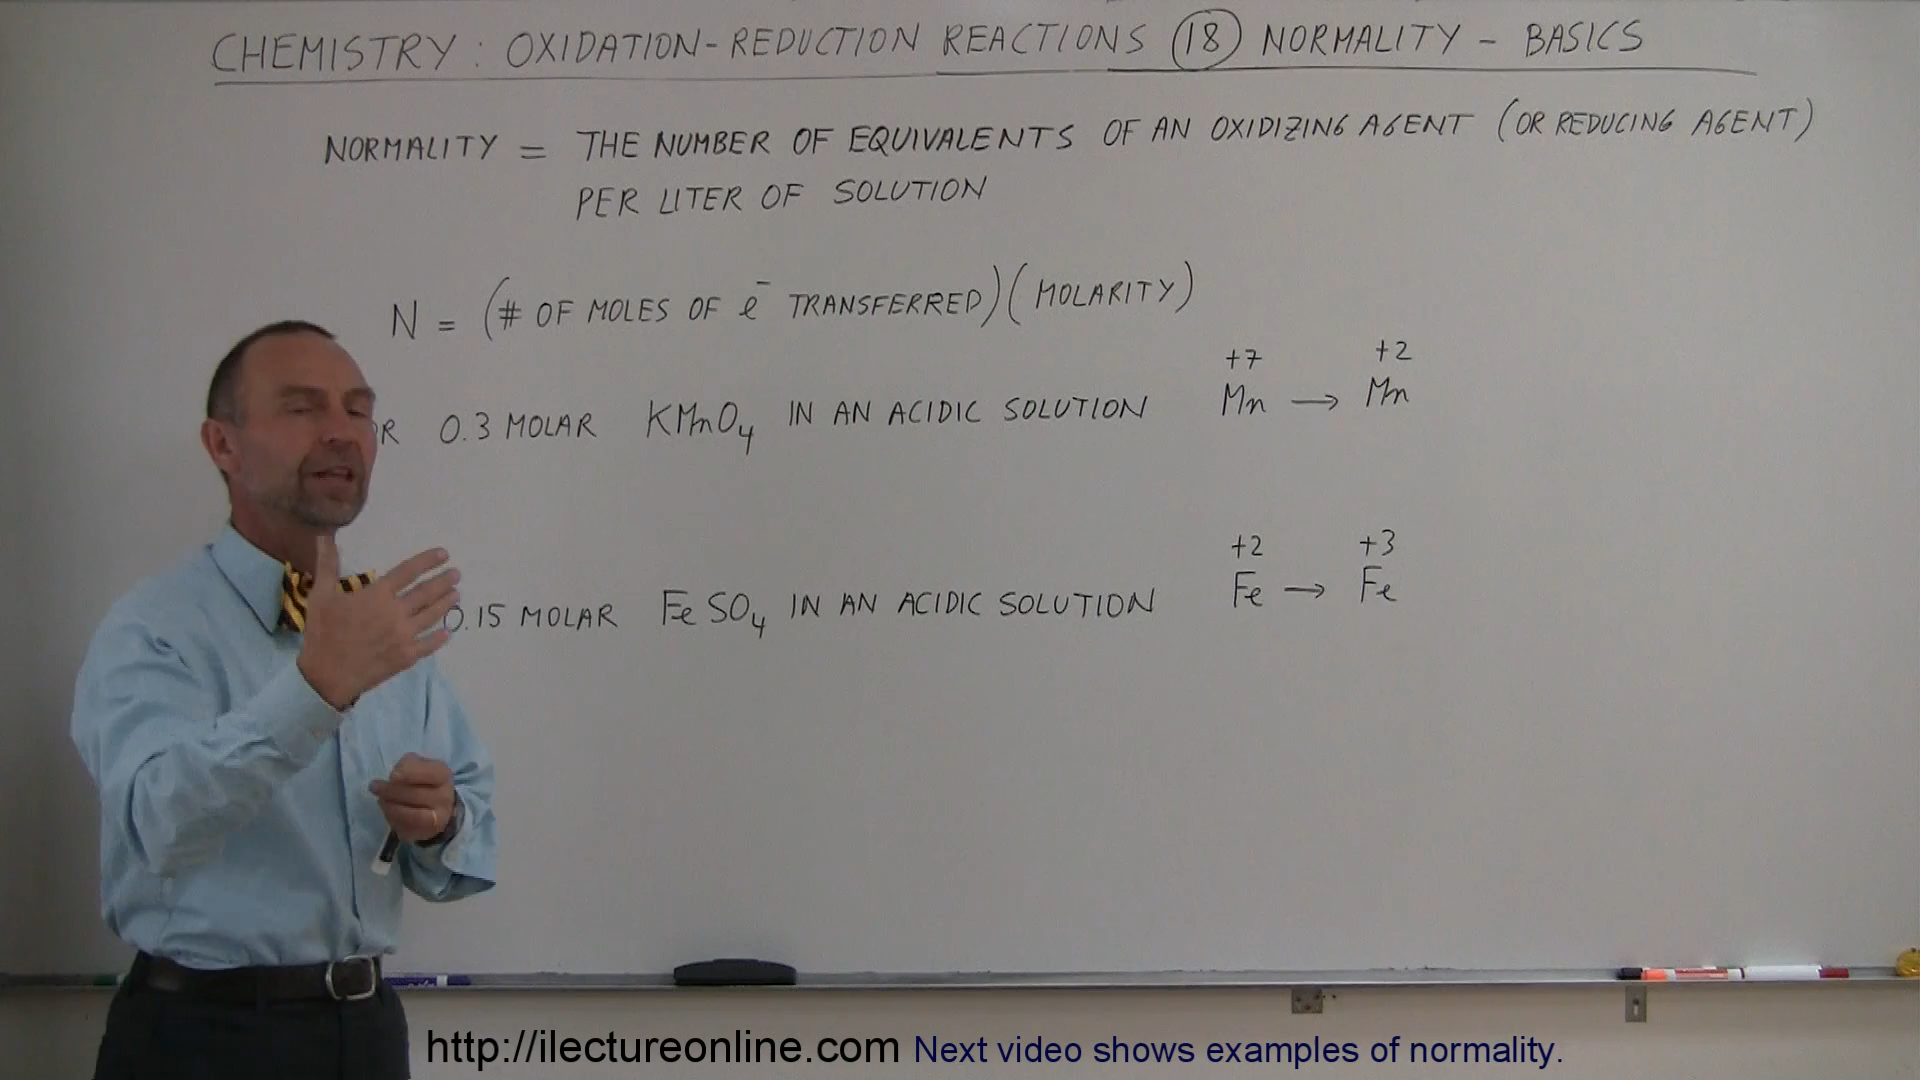 CHEMISTRY: OXIDATION-REDUCTION REACTIONS 18 NORMALITY - BASICS
NORMALITY = THE NUMBER OF EQUIVALENTS OF AN OXIDIZING AGENT (OR REDUCING AGENT)
PER LITER OF SOLUTION
N = (# OF MOLES OF e⁻ TRANSFERRED)(MOLARITY)
+7 +2
0.3 MOLAR KMnO₄ IN AN ACIDIC SOLUTION Mn → Mn
+2 +3
0.15 MOLAR FeSO₄ IN AN ACIDIC SOLUTION Fe → Fe
http://ilectureonline.com Next video shows examples of normality.